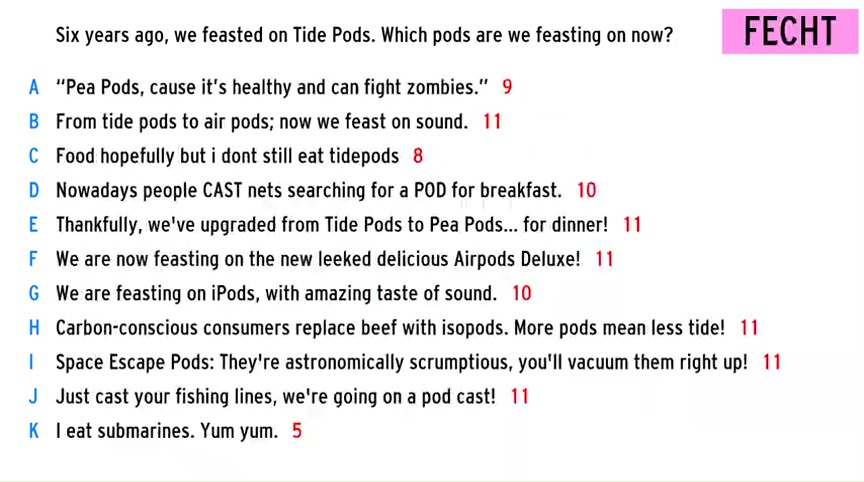 Six years ago, we feasted on Tide Pods. Which pods are we feasting on now?
FECHT
A “Pea Pods, cause it’s healthy and can fight zombies.” 9
B From tide pods to air pods; now we feast on sound. 11
C Food hopefully but i dont still eat tidepods 8
D Nowadays people CAST nets searching for a POD for breakfast. 10
E Thankfully, we've upgraded from Tide Pods to Pea Pods... for dinner! 11
F We are now feasting on the new leeked delicious Airpods Deluxe! 11
G We are feasting on iPods, with amazing taste of sound. 10
H Carbon-conscious consumers replace beef with isopods. More pods mean less tide! 11
I Space Escape Pods: They're astronomically scrumptious, you'll vacuum them right up! 11
J Just cast your fishing lines, we're going on a pod cast! 11
K I eat submarines. Yum yum. 5